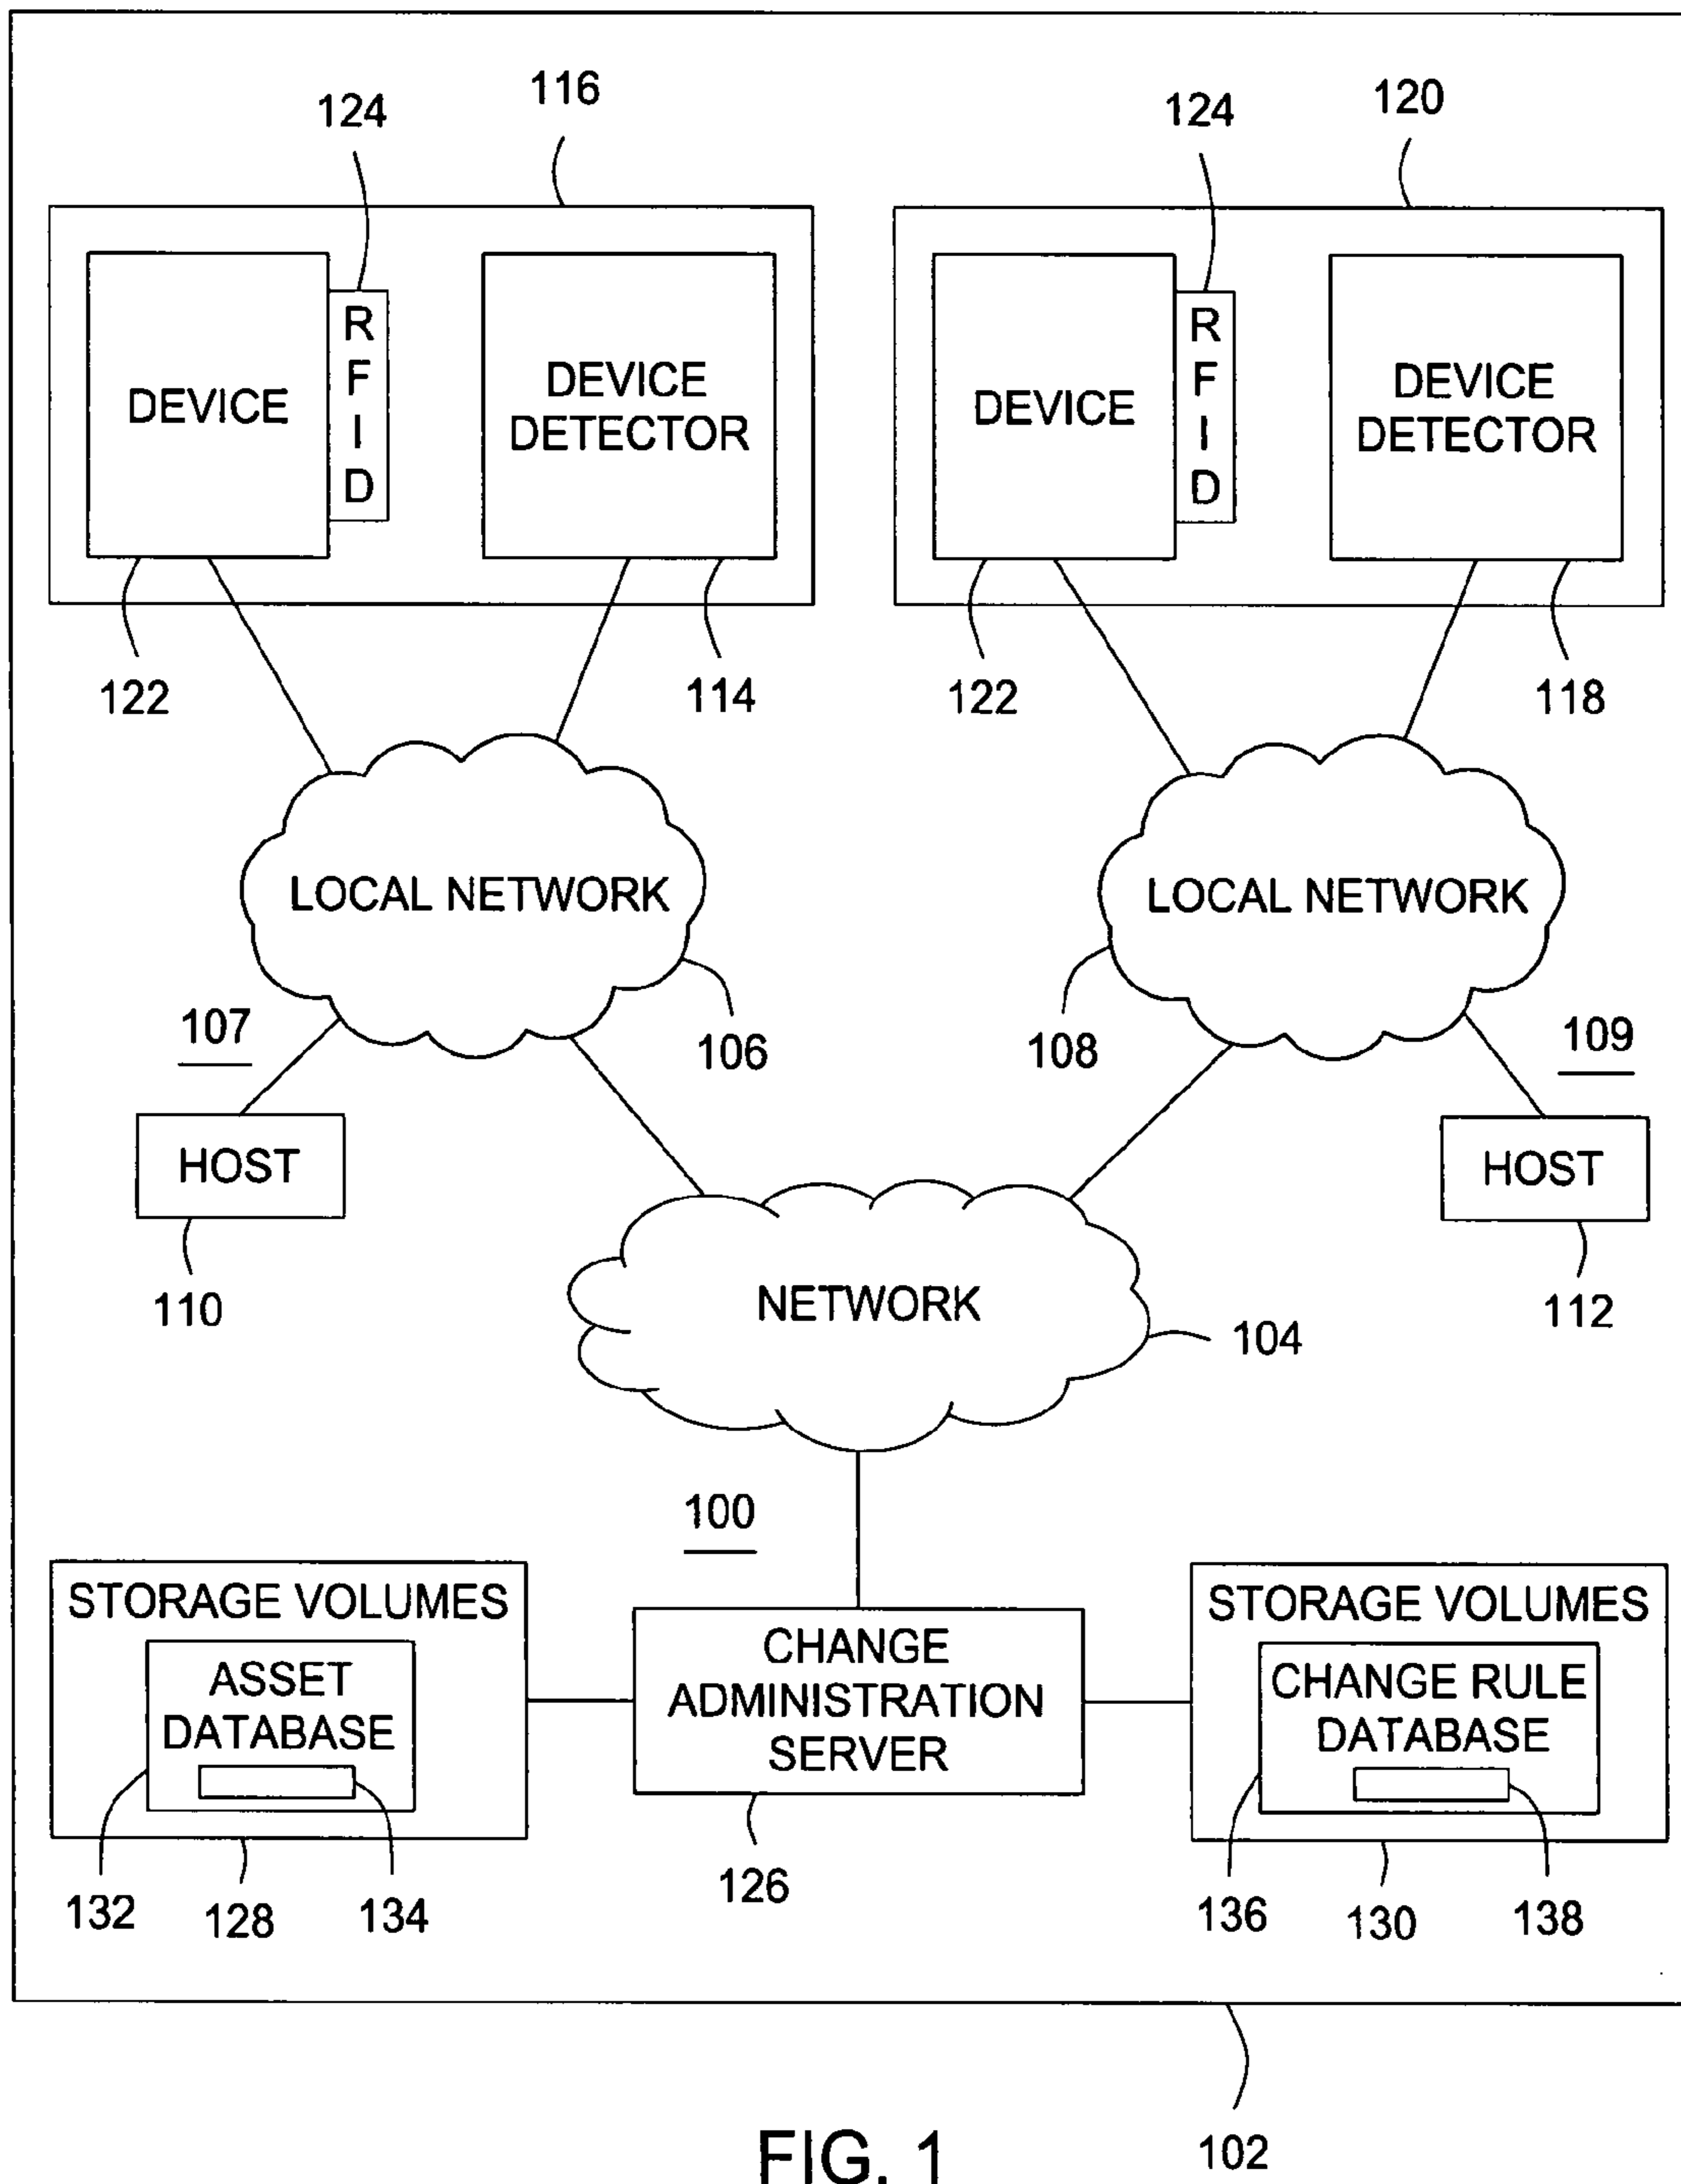 116
120
124
124
DEVICE
R
F
I
D
DEVICE
DETECTOR
DEVICE
R
F
I
D
DEVICE
DETECTOR
122
114
122
118
LOCAL NETWORK
LOCAL NETWORK
107
106
108
109
HOST
HOST
110
NETWORK
112
104
100
STORAGE VOLUMES
ASSET
DATABASE
CHANGE
ADMINISTRATION
SERVER
STORAGE VOLUMES
CHANGE RULE
DATABASE
132
128
134
126
136
130
138
102
FIG. 1